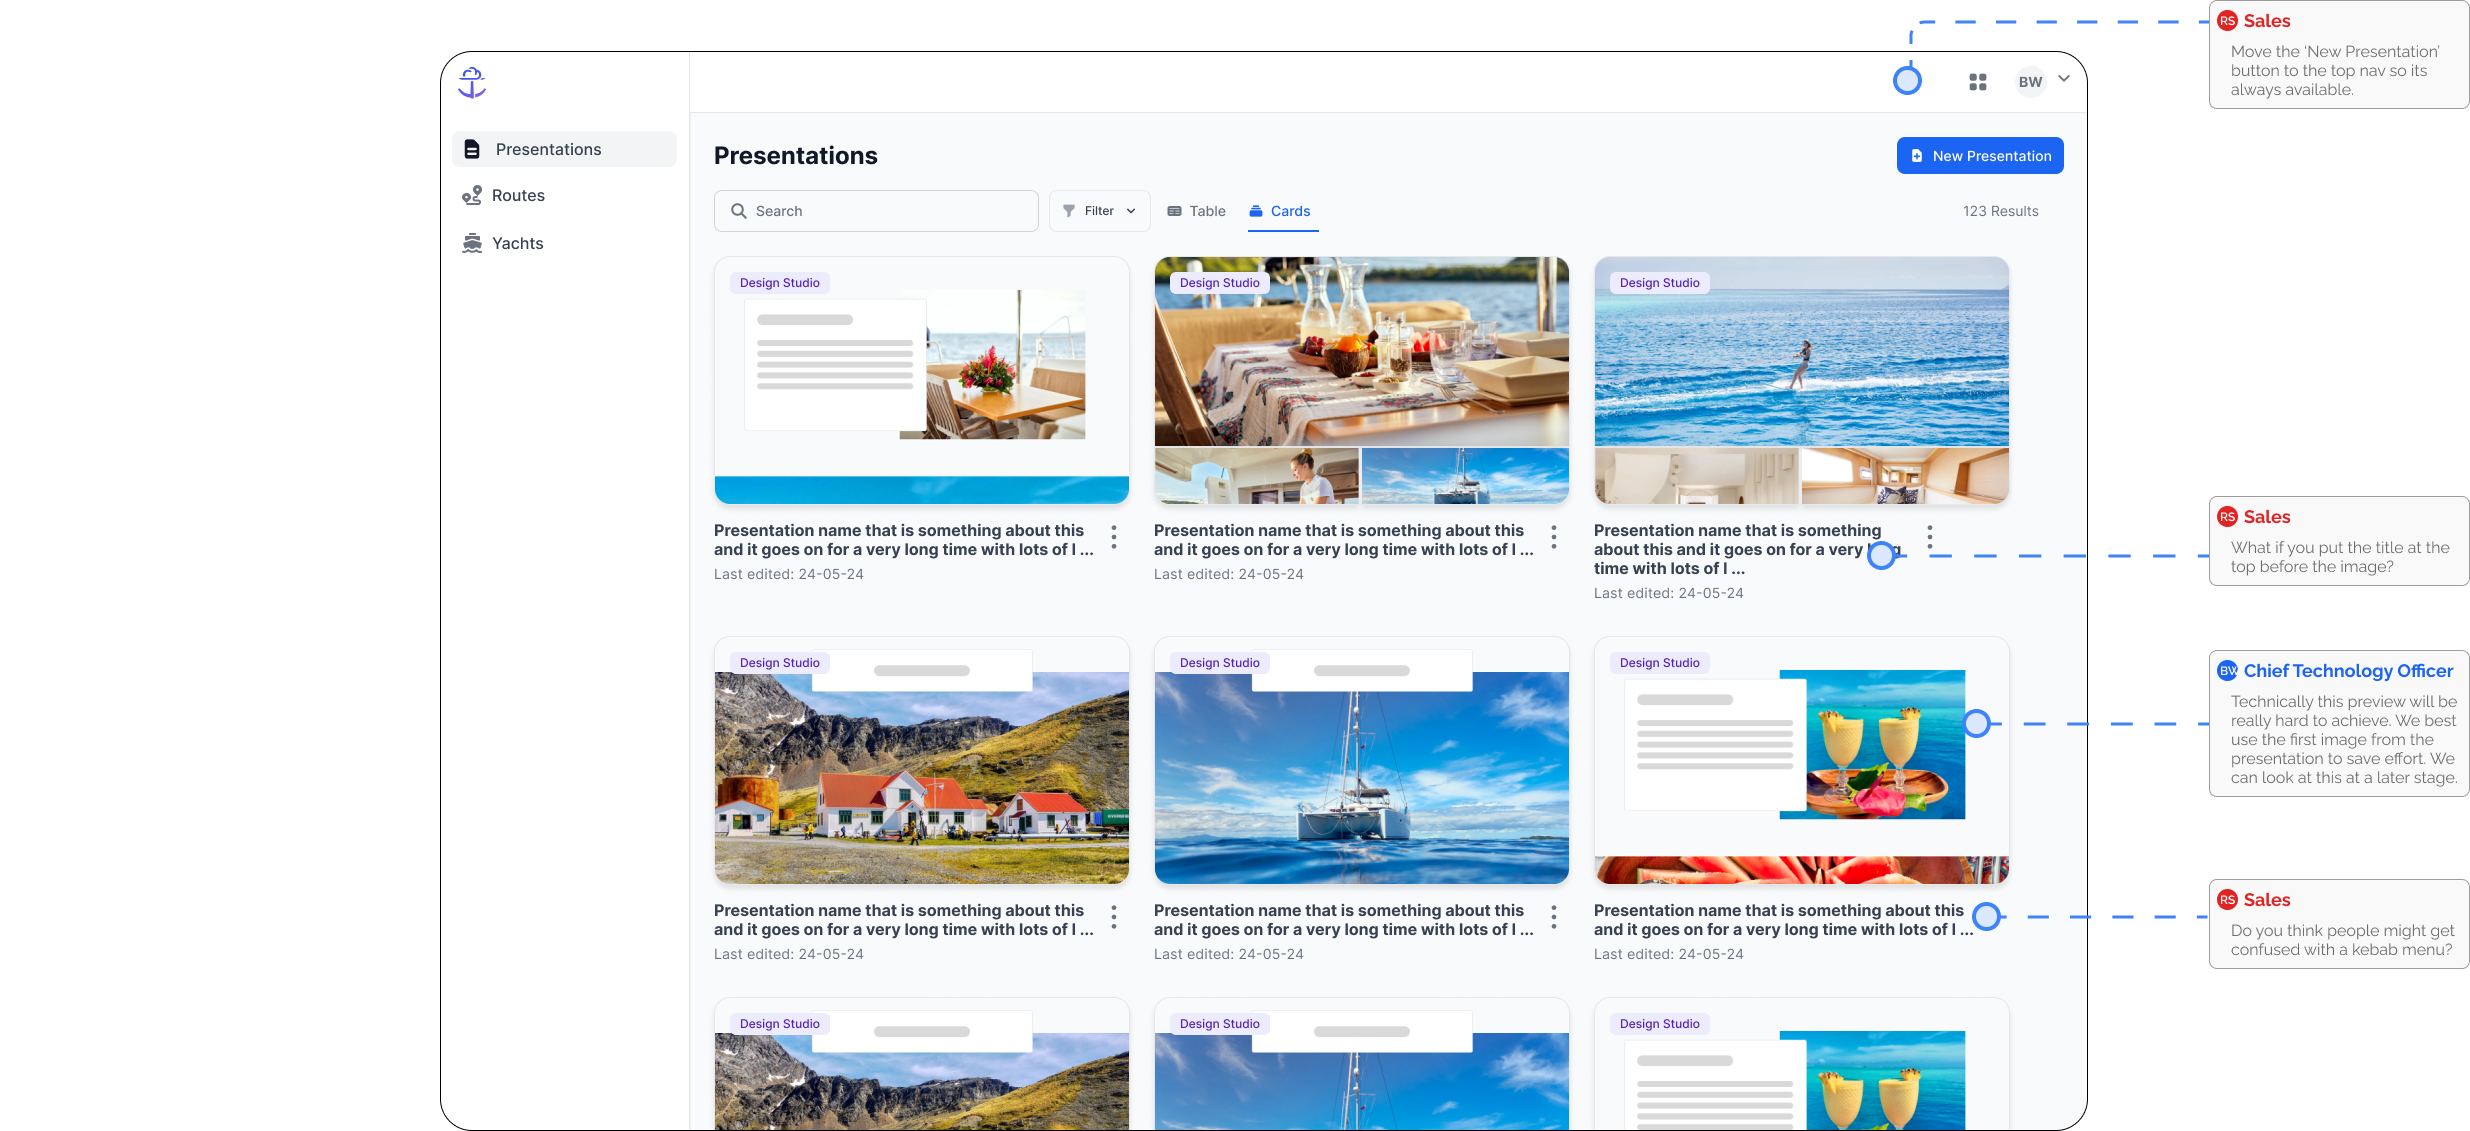 RS Sales
Move the ‘New Presentation’
button to the top nav so its
always available.
BW
Presentations
Routes
Yachts
Presentations
New Presentation
Search
Filter
Table
Cards
123 Results
Design Studio
Design Studio
Design Studio
Presentation name that is something about this
and it goes on for a very long time with lots of l ...
Last edited: 24-05-24
Presentation name that is something about this
and it goes on for a very long time with lots of l ...
Last edited: 24-05-24
Presentation name that is something
about this and it goes on for a very
time with lots of l ...
Last edited: 24-05-24
RS Sales
What if you put the title at the
top before the image?
Design Studio
Design Studio
Design Studio
BW Chief Technology Officer
Technically this preview will be
really hard to achieve. We best
use the first image from the
presentation to save effort. We
can look at this at a later stage.
Presentation name that is something about this
and it goes on for a very long time with lots of l ...
Last edited: 24-05-24
Presentation name that is something about this
and it goes on for a very long time with lots of l ...
Last edited: 24-05-24
Presentation name that is something about this
and it goes on for a very long time with lots of l ...
Last edited: 24-05-24
RS Sales
Do you think people might get
confused with a kebab menu?
Design Studio
Design Studio
Design Studio